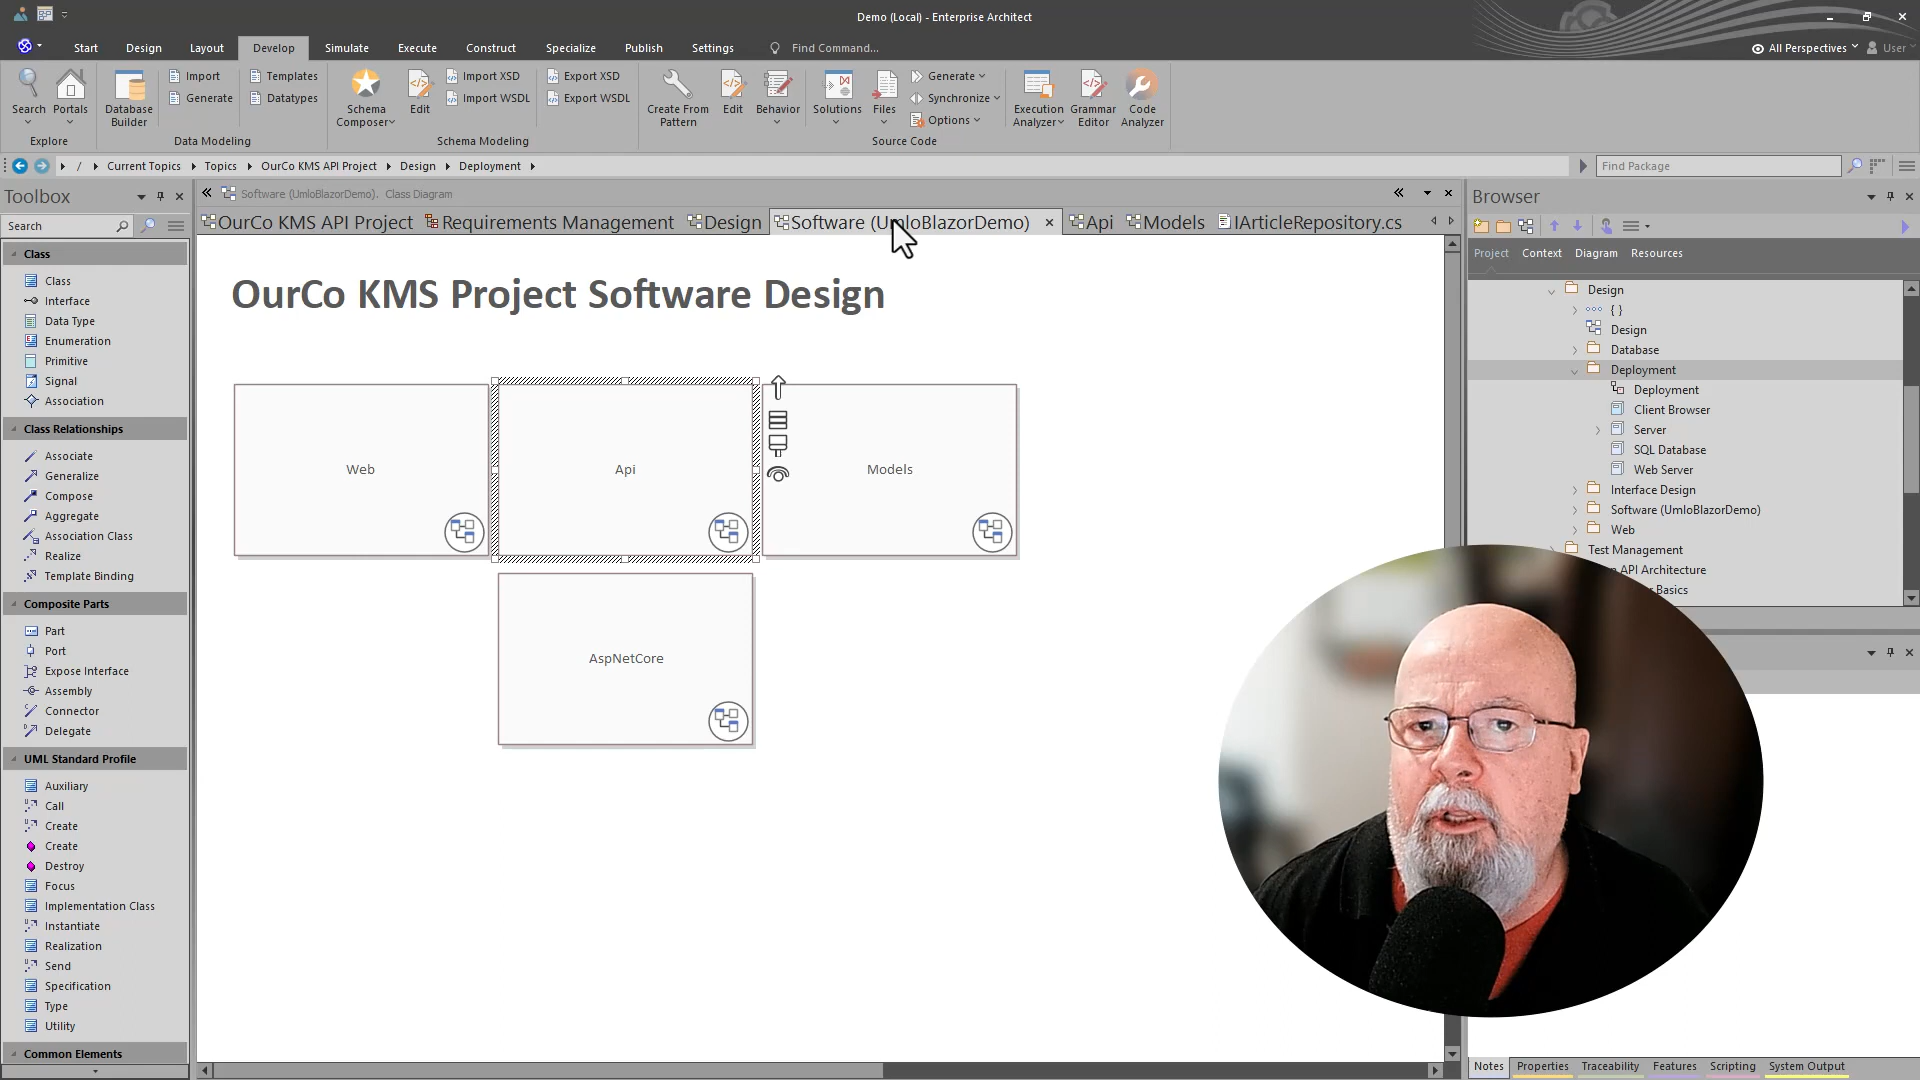 Demo (Local) - Enterprise Architect
Start Design Layout Develop Simulate Execute Construct Specialize Publish Settings Find Command... All Perspectives User
Import Templates Import XSD Export XSD Generate
Generate Datatypes Import WSDL Export WSDL Synchronize
Search Portals Database Builder Schema Composer Edit Create From Pattern Edit Behavior Solutions Files Options Execution Analyzer Grammar Editor Code Analyzer
Explore Data Modeling Schema Modeling Source Code
/ Current Topics Topics OurCo KMS API Project Design Deployment Find Package
Toolbox
Search
Class
Class
Interface
Data Type
Enumeration
Primitive
Signal
Association
Class Relationships
Associate
Generalize
Compose
Aggregate
Association Class
Realize
Template Binding
Composite Parts
Part
Port
Expose Interface
Assembly
Connector
Delegate
UML Standard Profile
Auxiliary
Call
Create
Create
Destroy
Focus
Implementation Class
Instantiate
Realization
Send
Specification
Type
Utility
Common Elements
Software (UmloBlazorDemo). Class Diagram
OurCo KMS API Project Requirements Management Design Software (UmloBlazorDemo) Api Models IArticleRepository.cs
OurCo KMS Project Software Design
Web
Api
Models
AspNetCore
Browser
Project Context Diagram Resources
Design
{ }
Design
Database
Deployment
Deployment
Client Browser
Server
SQL Database
Web Server
Interface Design
Software (UmloBlazorDemo)
Web
Test Management
API Architecture
Basics
Notes Properties Traceability Features Scripting System Output